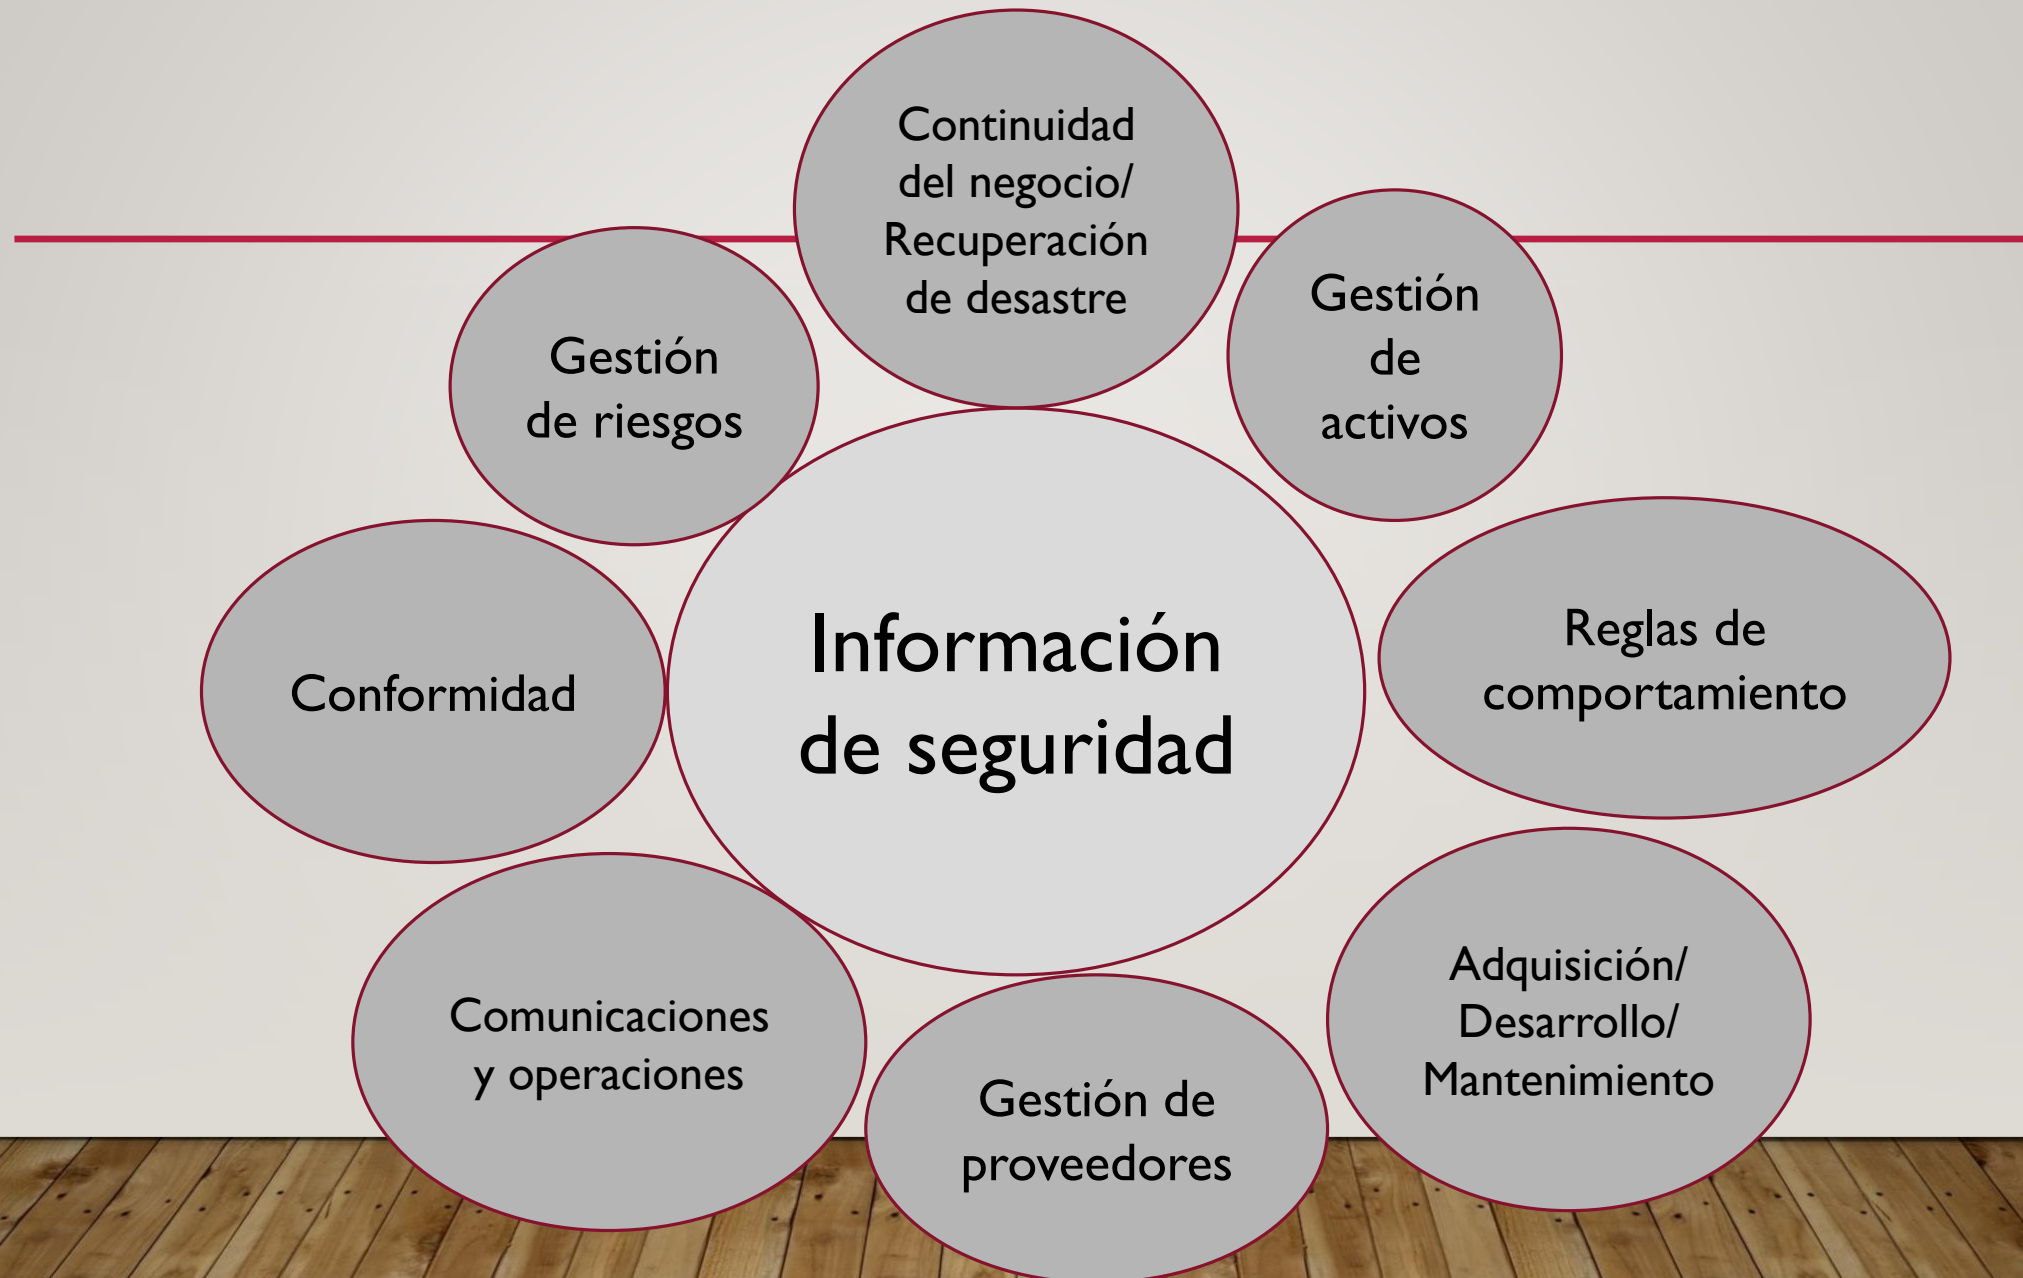 Continuidad
del negocio/
Recuperación
de desastre
Gestión
de
activos
Gestión
de riesgos
Información
de seguridad
Reglas de
comportamiento
Conformidad
Adquisición/
Desarrollo/
Mantenimiento
Comunicaciones
y operaciones
Gestión de
proveedores